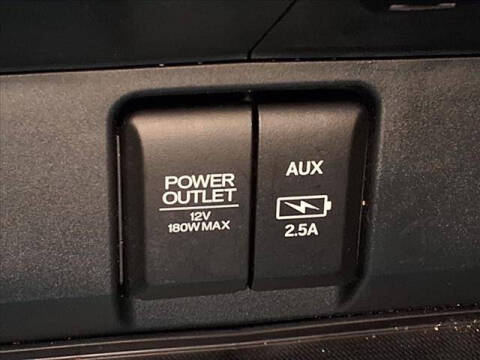 POWER
OUTLET
12V
180W MAX
AUX
2.5A